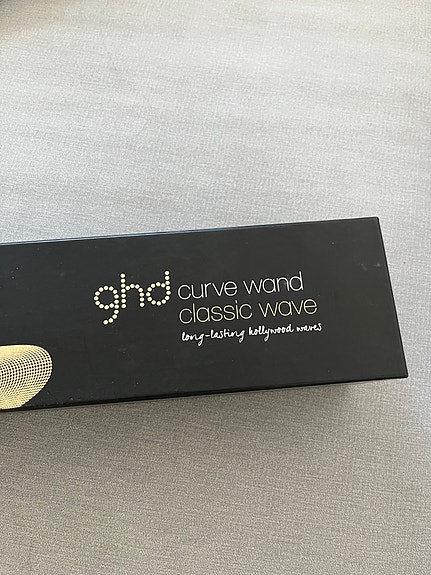 ghd curve wand
classic wave
long-lasting hollywood waves